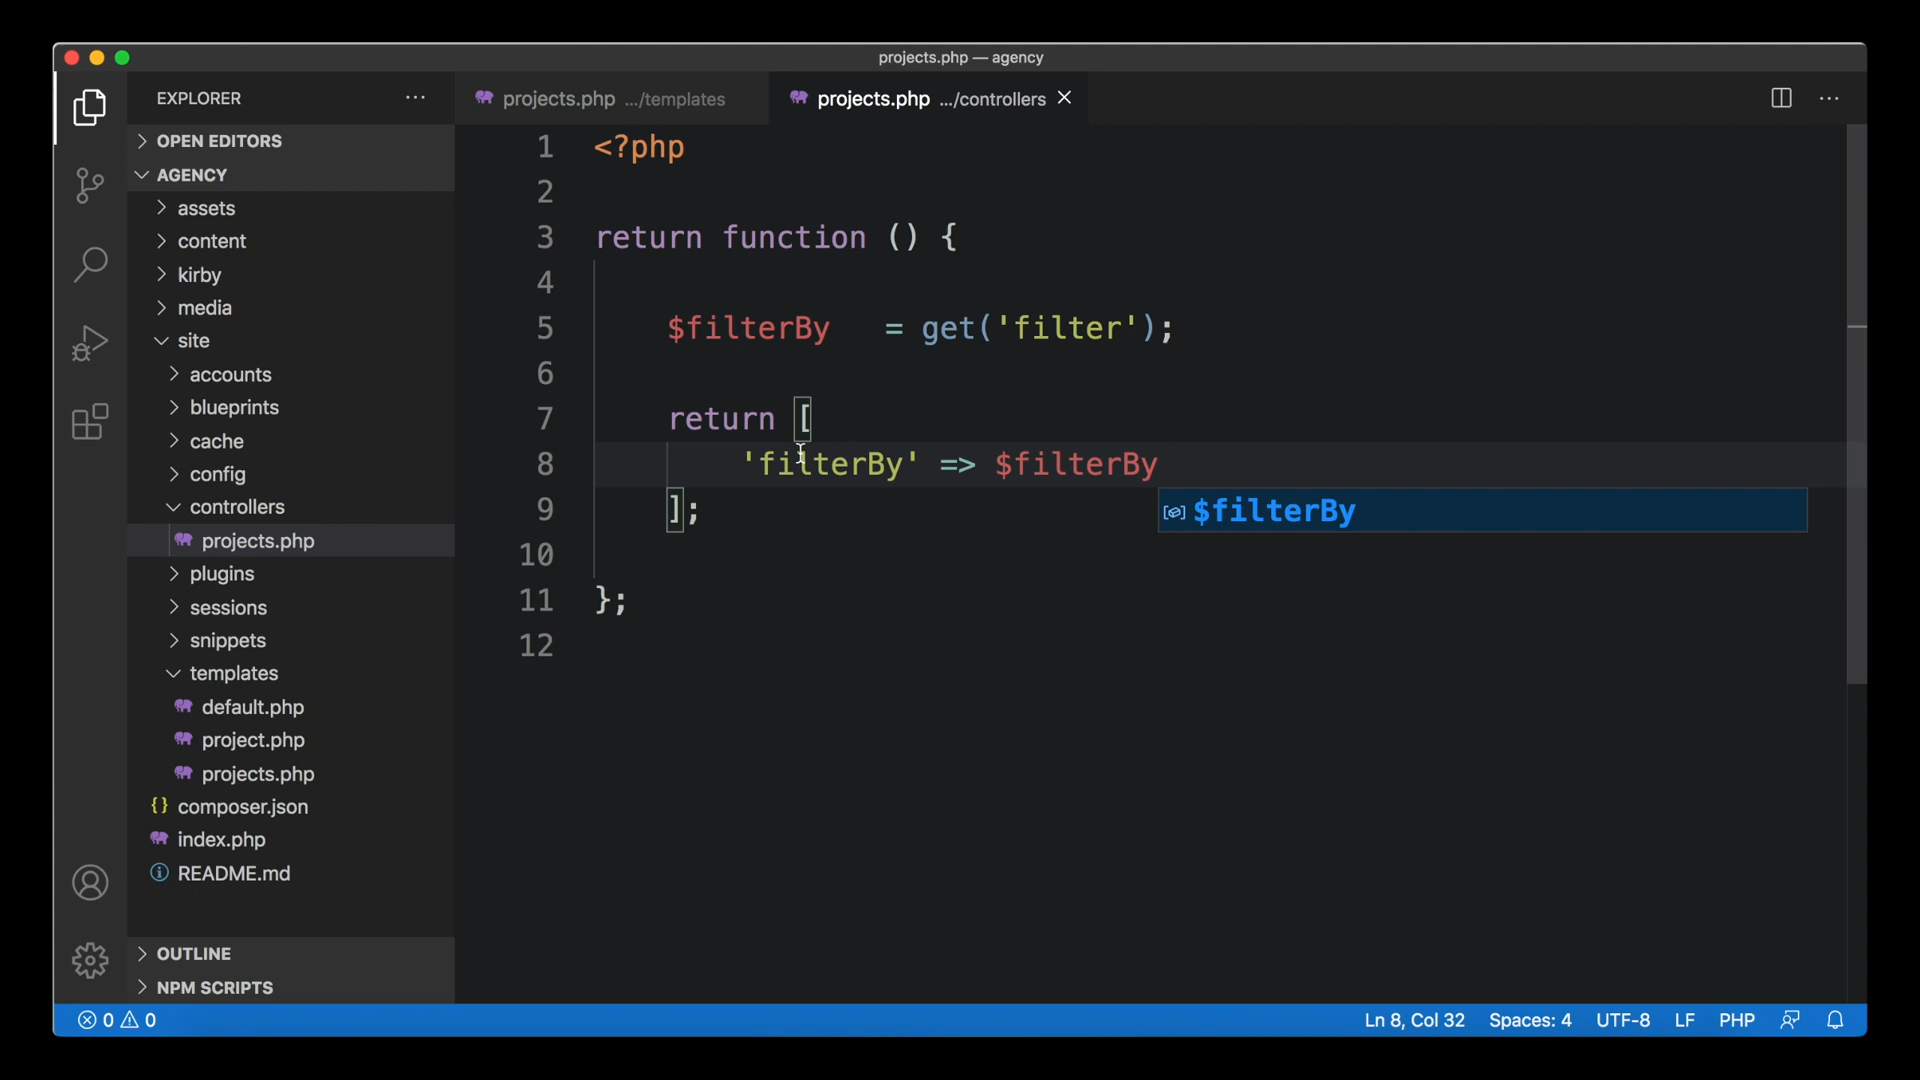 projects.php — agency
EXPLORER ···
projects.php .../templates
projects.php .../controllers
OPEN EDITORS
AGENCY
assets
content
kirby
media
site
accounts
blueprints
cache
config
controllers
projects.php
plugins
sessions
snippets
templates
default.php
project.php
projects.php
composer.json
index.php
README.md
OUTLINE
NPM SCRIPTS
1 <?php
2
3 return function () {
4
5 $filterBy = get('filter');
6
7 return [
8 'filterBy' => $filterBy
$filterBy
9 ];
10
11 };
12
0 0
Ln 8, Col 32 Spaces: 4 UTF-8 LF PHP